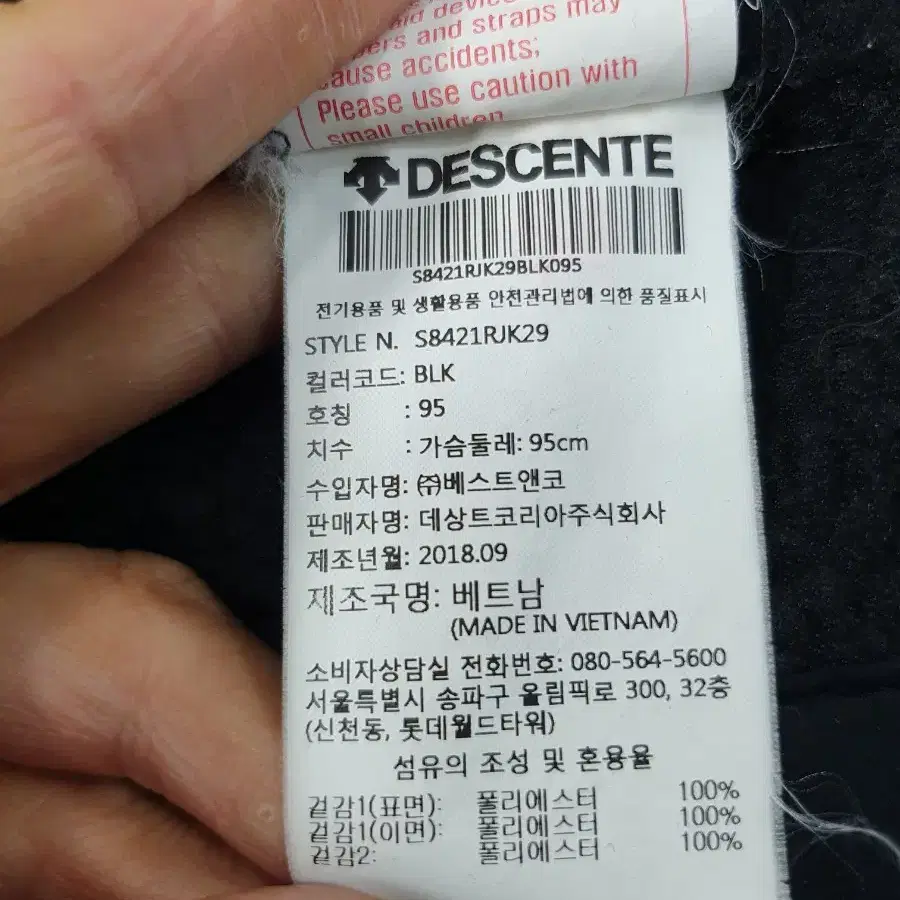 and straps may
cause accidents;
Please use caution with
small children
DESCENTE
S8421RJK29BLK095
전기용품 및 생활용품 안전관리법에 의한 품질표시
STYLE N. S8421RJK29
컬러코드: BLK
호칭 : 95
치수 : 가슴둘레: 95cm
수입자명: ㈜베스트앤코
판매자명: 데상트코리아주식회사
제조년월: 2018.09
제조국명: 베트남
(MADE IN VIETNAM)
소비자상담실 전화번호: 080-564-5600
서울특별시 송파구 올림픽로 300, 32층
(신천동, 롯데월드타워)
섬유의 조성 및 혼용율
겉감1(표면): 폴리에스터 100%
겉감1(이면): 폴리에스터 100%
겉감2: 폴리에스터 100%